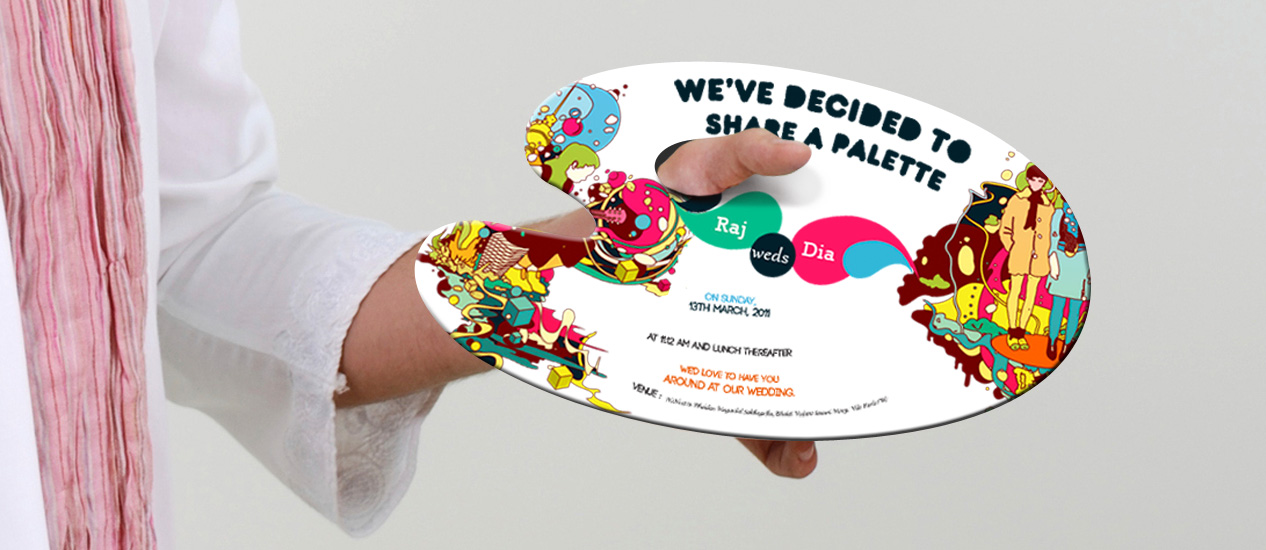 WE'VE DECIDED TO
SHARE A PALETTE
Raj
weds
Dia
ON SUNDAY,
13TH MARCH, 2011
AT 11:12 AM AND LUNCH THEREAFTER
WE'D LOVE TO HAVE YOU
AROUND AT OUR WEDDING.
VENUE :